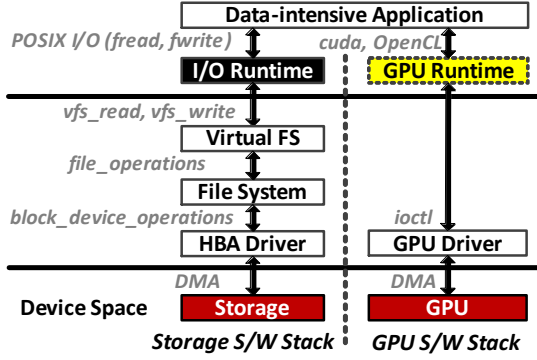 Data-intensive Application
POSIX I/O (fread, fwrite)
cuda, OpenCL
I/O Runtime
GPU Runtime
vfs_read, vfs_write
Virtual FS
file_operations
File System
block_device_operations
ioctl
HBA Driver
GPU Driver
DMA
DMA
Device Space
Storage
GPU
Storage S/W Stack
GPU S/W Stack